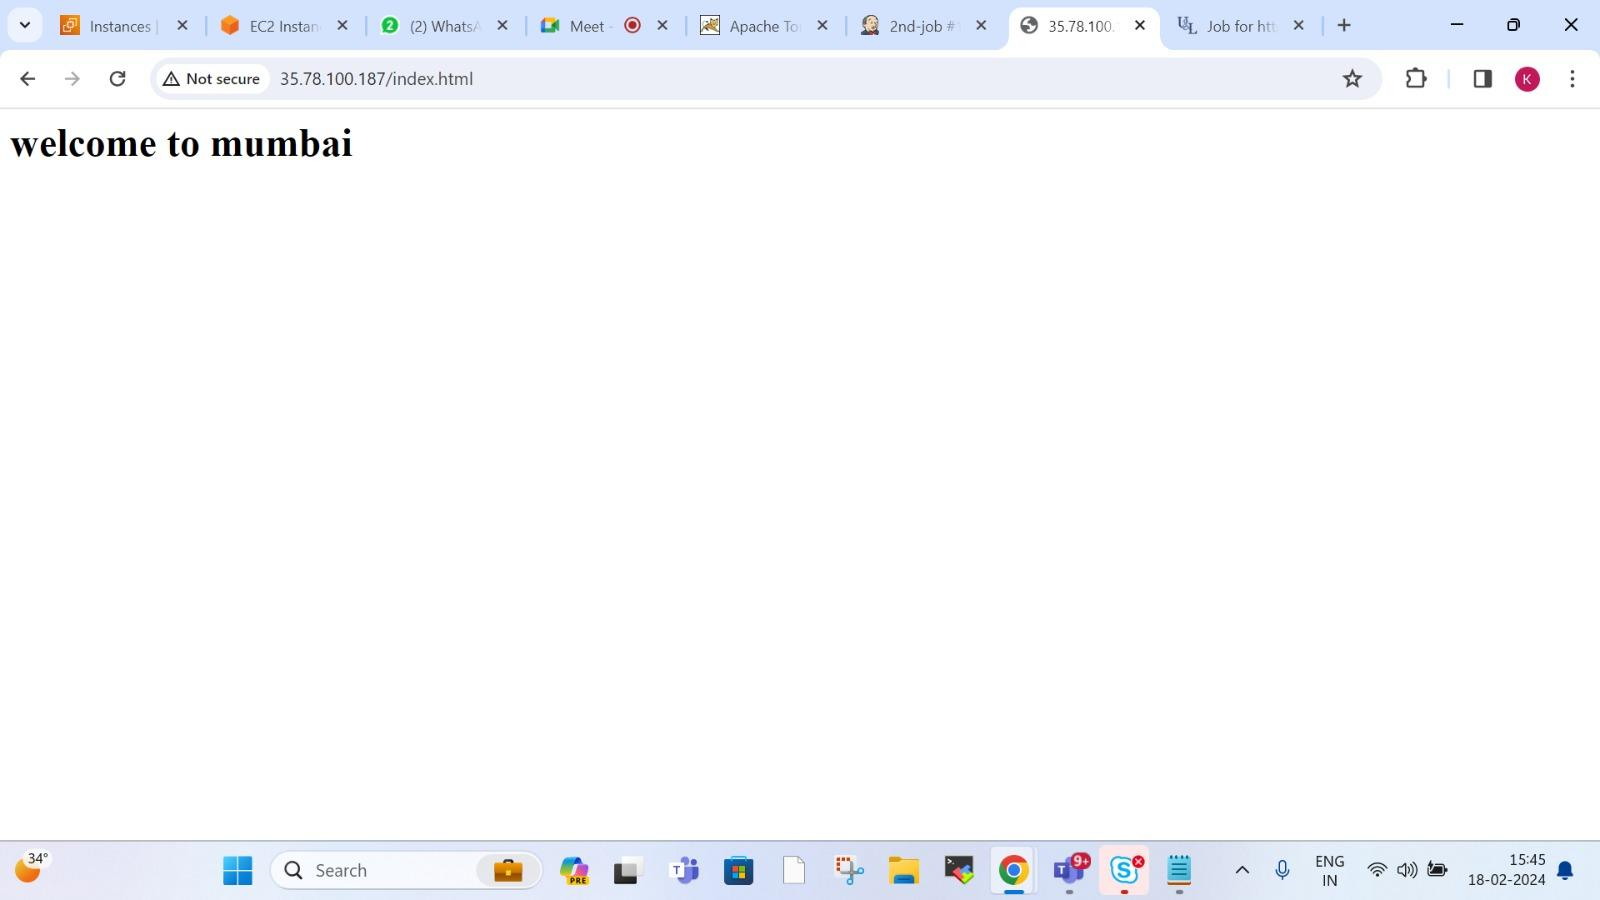 Instances
EC2 Instan
(2) WhatsA
Meet -
Apache To
2nd-job #
35.78.100.
Job for htt
Not secure
35.78.100.187/index.html
K
welcome to mumbai
34°
Search
PRE
9+
ENG
IN
15:45
18-02-2024